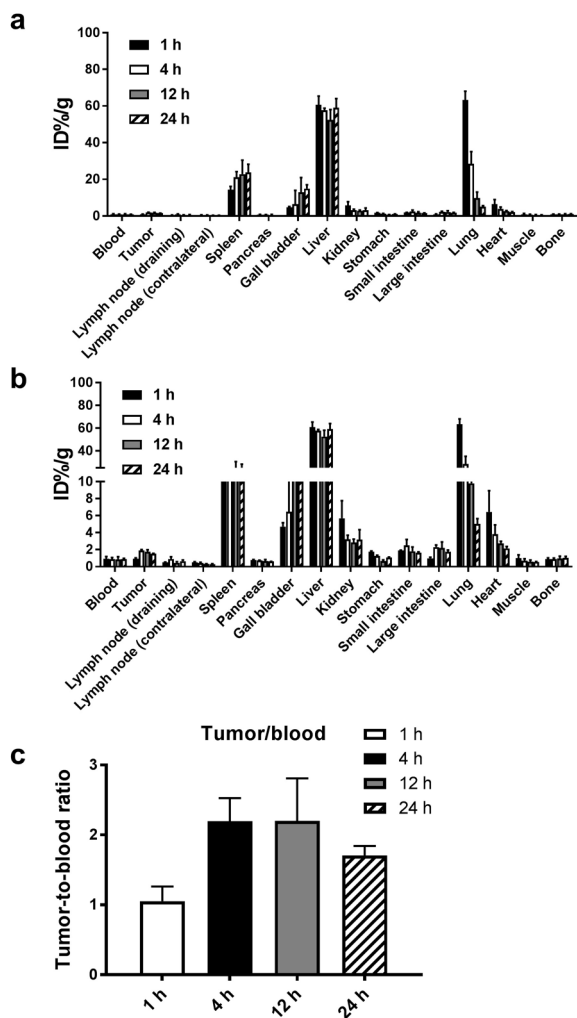 a
1 h
4 h
12 h
24 h
ID%/g
100
80
60
40
20
0
Blood
Tumor
Lymph node (draining)
Lymph node (contralateral)
Spleen
Pancreas
Gall bladder
Liver
Kidney
Stomach
Small intestine
Large intestine
Lung
Heart
Muscle
Bone
b
1 h
4 h
12 h
24 h
ID%/g
100
80
60
40
10
8
6
4
2
0
Blood
Tumor
Lymph node (draining)
Lymph node (contralateral)
Spleen
Pancreas
Gall bladder
Liver
Kidney
Stomach
Small intestine
Large intestine
Lung
Heart
Muscle
Bone
c
Tumor/blood
1 h
4 h
12 h
24 h
Tumor-to-blood ratio
3
2
1
0
1 h
4 h
12 h
24 h